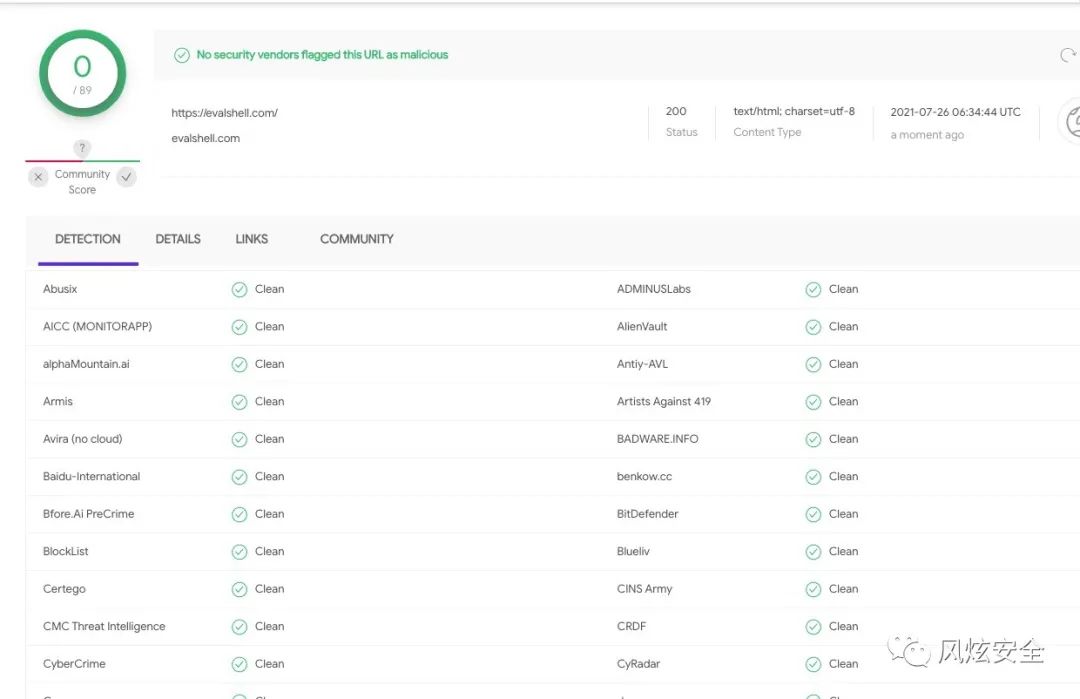 0
/ 89
No security vendors flagged this URL as malicious
https://evalshell.com/
evalshell.com
200
Status
text/html; charset=utf-8
Content Type
2021-07-26 06:34:44 UTC
a moment ago
?
Community
Score
DETECTION DETAILS LINKS COMMUNITY
Abusix Clean ADMINUSLabs Clean
AICC (MONITORAPP) Clean AlienVault Clean
alphaMountain.ai Clean Antiy-AVL Clean
Armis Clean Artists Against 419 Clean
Avira (no cloud) Clean BADWARE.INFO Clean
Baidu-International Clean benkow.cc Clean
Bfore.Ai PreCrime Clean BitDefender Clean
BlockList Clean Blueliv Clean
Certego Clean CINS Army Clean
CMC Threat Intelligence Clean CRDF Clean
CyberCrime Clean CyRadar Clean
风炫安全